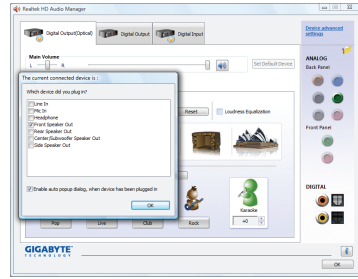 Realtek HD Audio Manager
Digital Output(Optical)
Digital Output
Digital Input
Device advanced settings
Main Volume
L
R
Set Default Device
ANALOG
Back Panel
The current connected device is :
Which device did you plug in?
Line In
Mic In
Headphone
Front Speaker Out
Rear Speaker Out
Center/Subwoofer Speaker Out
Side Speaker Out
Enable auto popup dialog, when device has been plugged in
OK
Reset
Loudness Equalization
Front Panel
Karaoke
+0
DIGITAL
Pop
Live
Club
Rock
GIGABYTE
TECHNOLOGY
OK